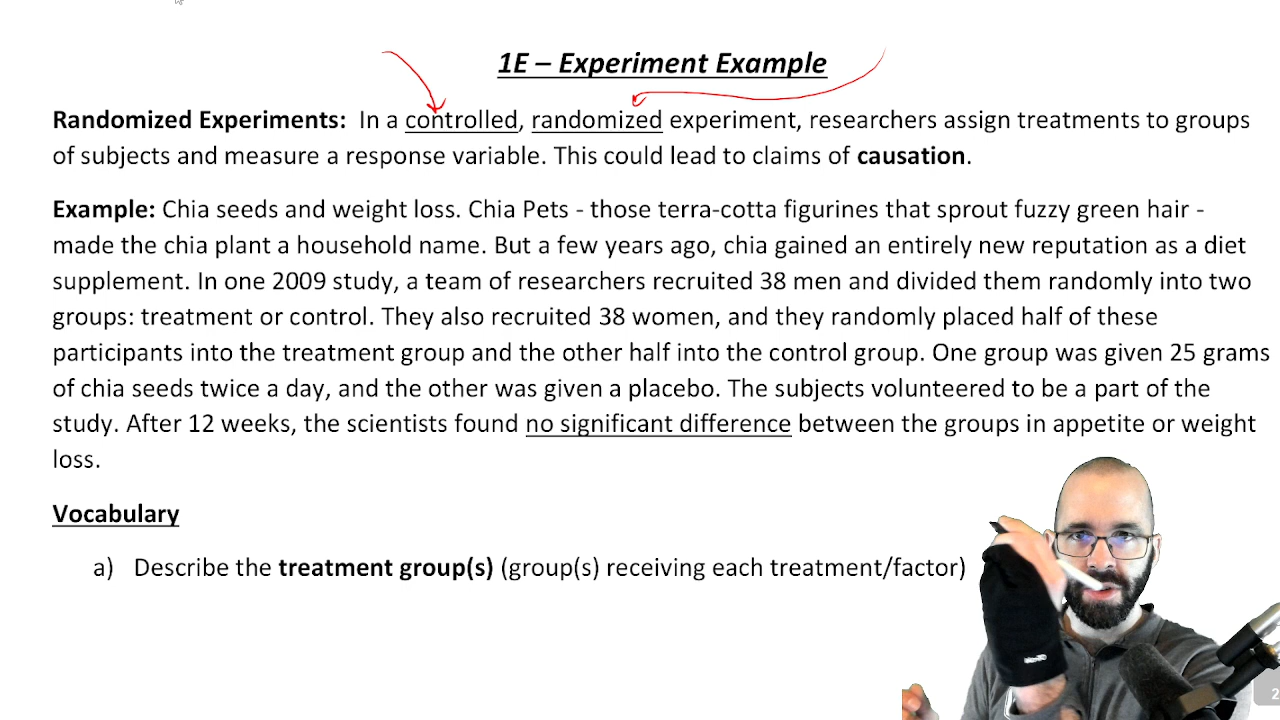 1E – Experiment Example
Randomized Experiments: In a controlled, randomized experiment, researchers assign treatments to groups
of subjects and measure a response variable. This could lead to claims of causation.
Example: Chia seeds and weight loss. Chia Pets - those terra-cotta figurines that sprout fuzzy green hair -
made the chia plant a household name. But a few years ago, chia gained an entirely new reputation as a diet
supplement. In one 2009 study, a team of researchers recruited 38 men and divided them randomly into two
groups: treatment or control. They also recruited 38 women, and they randomly placed half of these
participants into the treatment group and the other half into the control group. One group was given 25 grams
of chia seeds twice a day, and the other was given a placebo. The subjects volunteered to be a part of the
study. After 12 weeks, the scientists found no significant difference between the groups in appetite or weight
loss.
Vocabulary
a) Describe the treatment group(s) (group(s) receiving each treatment/factor)
2